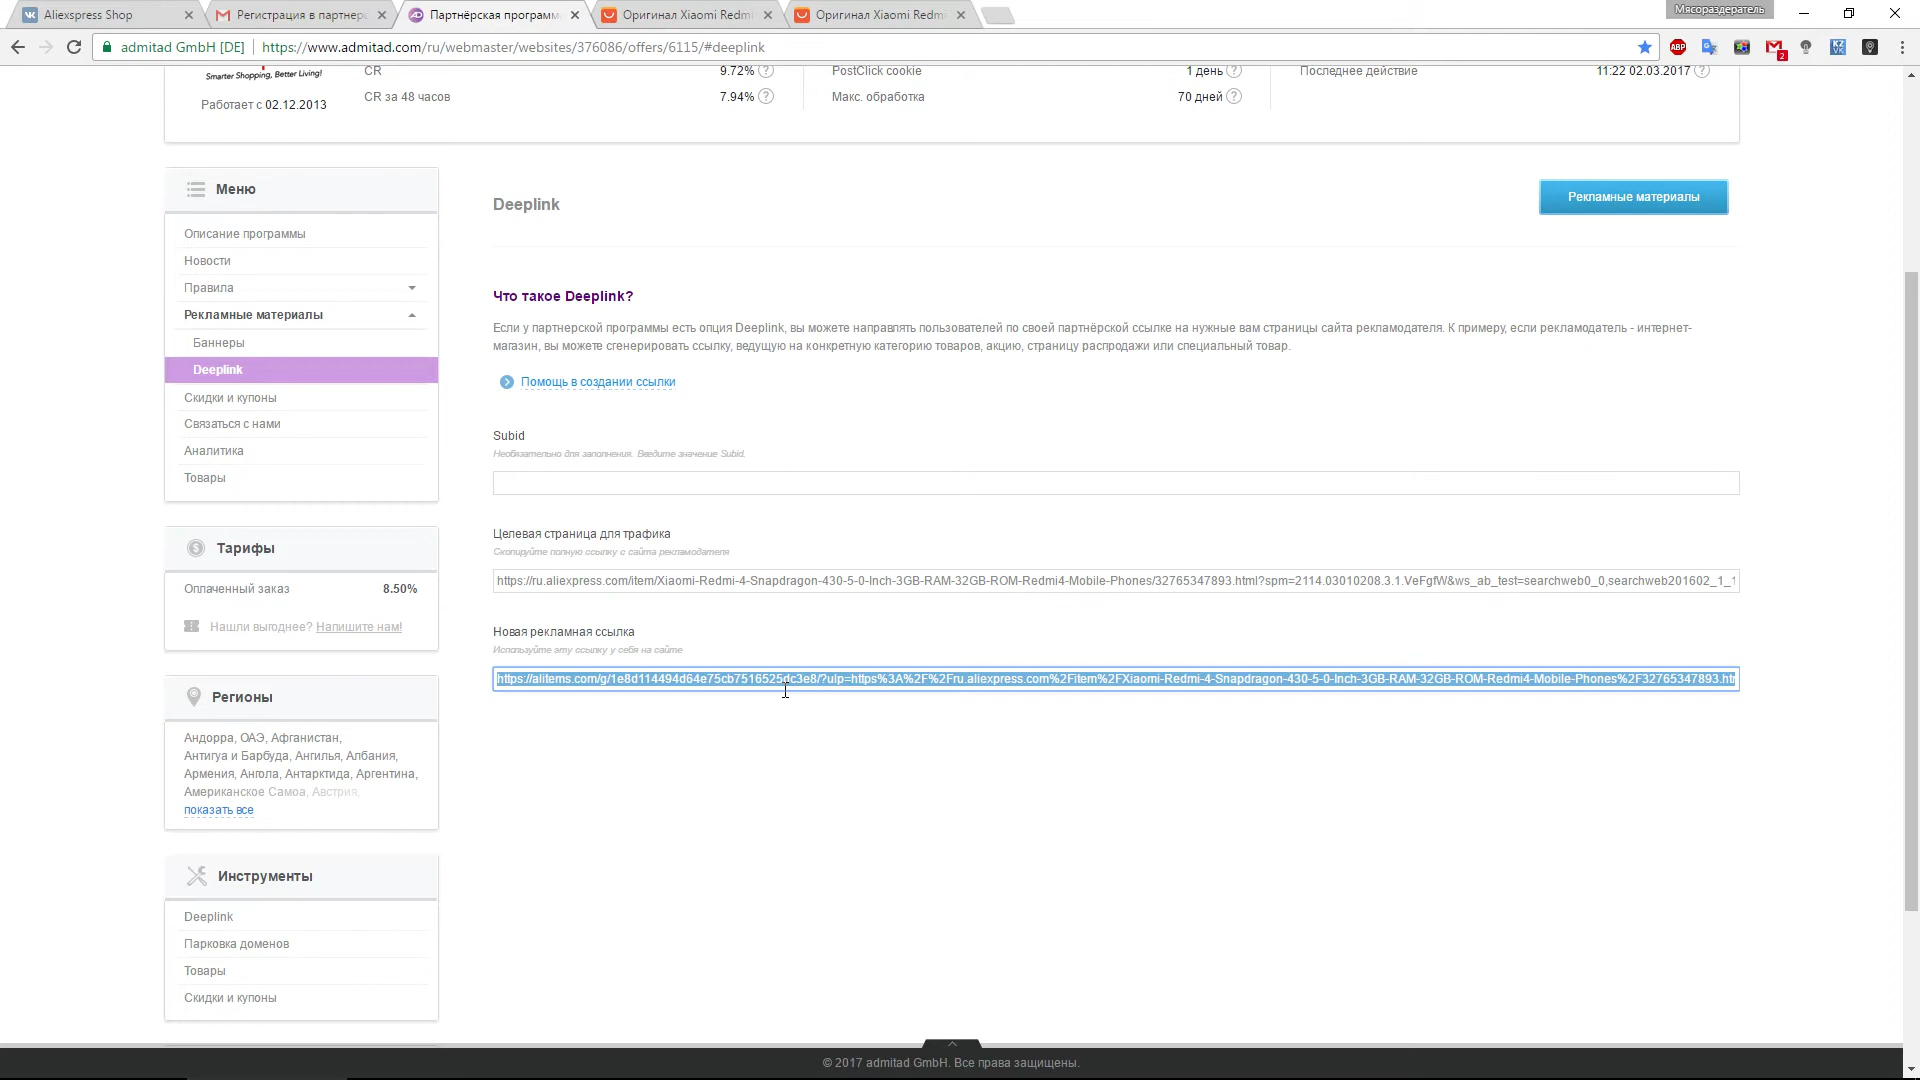 Aliexspress Shop
Регистрация в партнер
Партнёрская программ
Оригинал Xiaomi Redmi
Оригинал Xiaomi Redmi
Мясораздератель
admitad GmbH [DE]
https://www.admitad.com/ru/webmaster/websites/376086/offers/6115/#deeplink
ABP
2
KZ VK
Smarter Shopping, Better Living!
Работает с 02.12.2013
CR 9.72% ?
CR за 48 часов 7.94% ?
PostClick cookie 1 день ?
Макс. обработка 70 дней ?
Последнее действие 11:22 02.03.2017 ?
Меню
Описание программы
Новости
Правила
Рекламные материалы
Баннеры
Deeplink
Скидки и купоны
Связаться с нами
Аналитика
Товары
Тарифы
Оплаченный заказ 8.50%
Нашли выгоднее? Напишите нам!
Регионы
Андорра, ОАЭ, Афганистан,
Антигуа и Барбуда, Ангилья, Албания,
Армения, Ангола, Антарктида, Аргентина,
Американское Самоа, Австрия,
показать все
Инструменты
Deeplink
Парковка доменов
Товары
Скидки и купоны
Deeplink
Рекламные материалы
Что такое Deeplink?
Если у партнерской программы есть опция Deeplink, вы можете направлять пользователей по своей партнёрской ссылке на нужные вам страницы сайта рекламодателя. К примеру, если рекламодатель - интернет-
магазин, вы можете сгенерировать ссылку, ведущую на конкретную категорию товаров, акцию, страницу распродажи или специальный товар.
Помощь в создании ссылки
Subid
Необязательно для заполнения. Введите значение Subid.
Целевая страница для трафика
Скопируйте полную ссылку с сайта рекламодателя
https://ru.aliexpress.com/item/Xiaomi-Redmi-4-Snapdragon-430-5-0-Inch-3GB-RAM-32GB-ROM-Redmi4-Mobile-Phones/32765347893.html?spm=2114.03010208.3.1.VeFgfW&ws_ab_test=searchweb0_0,searchweb201602_1_1
Новая рекламная ссылка
Используйте эту ссылку у себя на сайте
https://alitems.com/g/1e8d114494d64e75cb7516525dc3e8/?ulp=https%3A%2F%2Fru.aliexpress.com%2Fitem%2FXiaomi-Redmi-4-Snapdragon-430-5-0-Inch-3GB-RAM-32GB-ROM-Redmi4-Mobile-Phones%2F32765347893.htm
© 2017 admitad GmbH. Все права защищены.